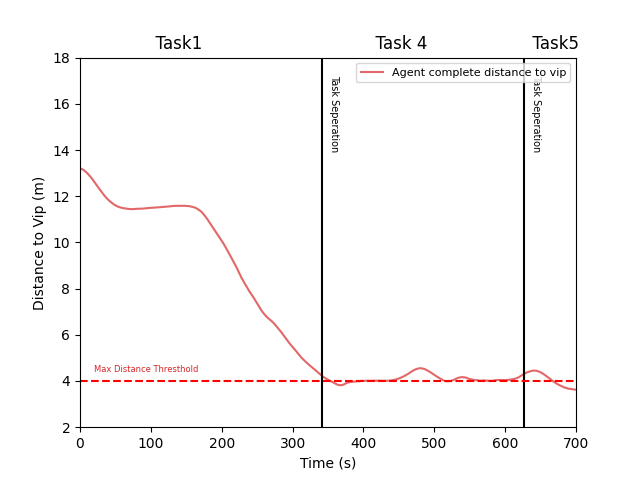 Task1 Task 4 Task5
Agent complete distance to vip
Task Seperation
Task Seperation
Max Distance Thresthold
Distance to Vip (m)
18
16
14
12
10
8
6
4
2
0 100 200 300 400 500 600 700
Time (s)